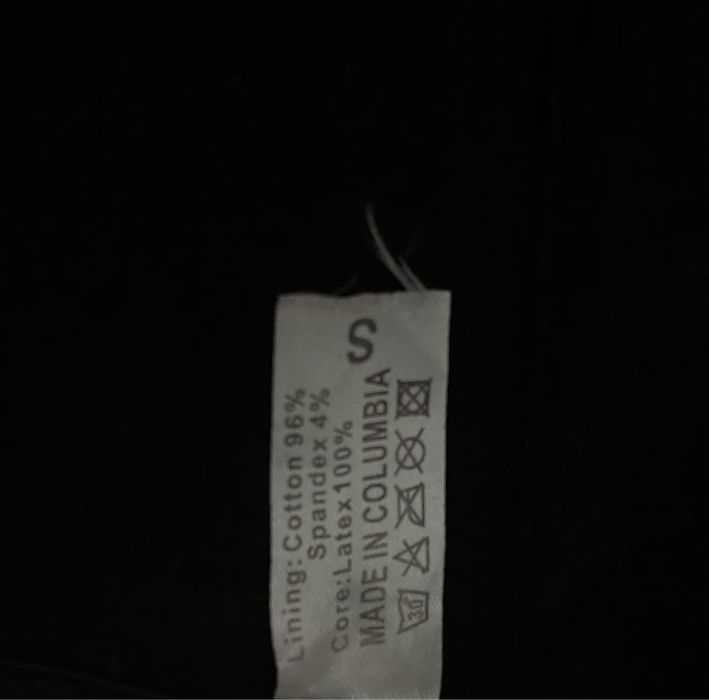 S
Lining: Cotton 96%
Spandex 4%
Core: Latex 100%
MADE IN COLUMBIA
30